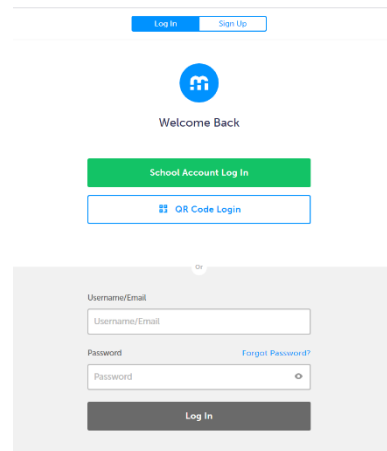 Log In Sign Up
Welcome Back
School Account Log In
QR Code Login
Or
Username/Email
Username/Email
Password Forgot Password?
Password
Log In